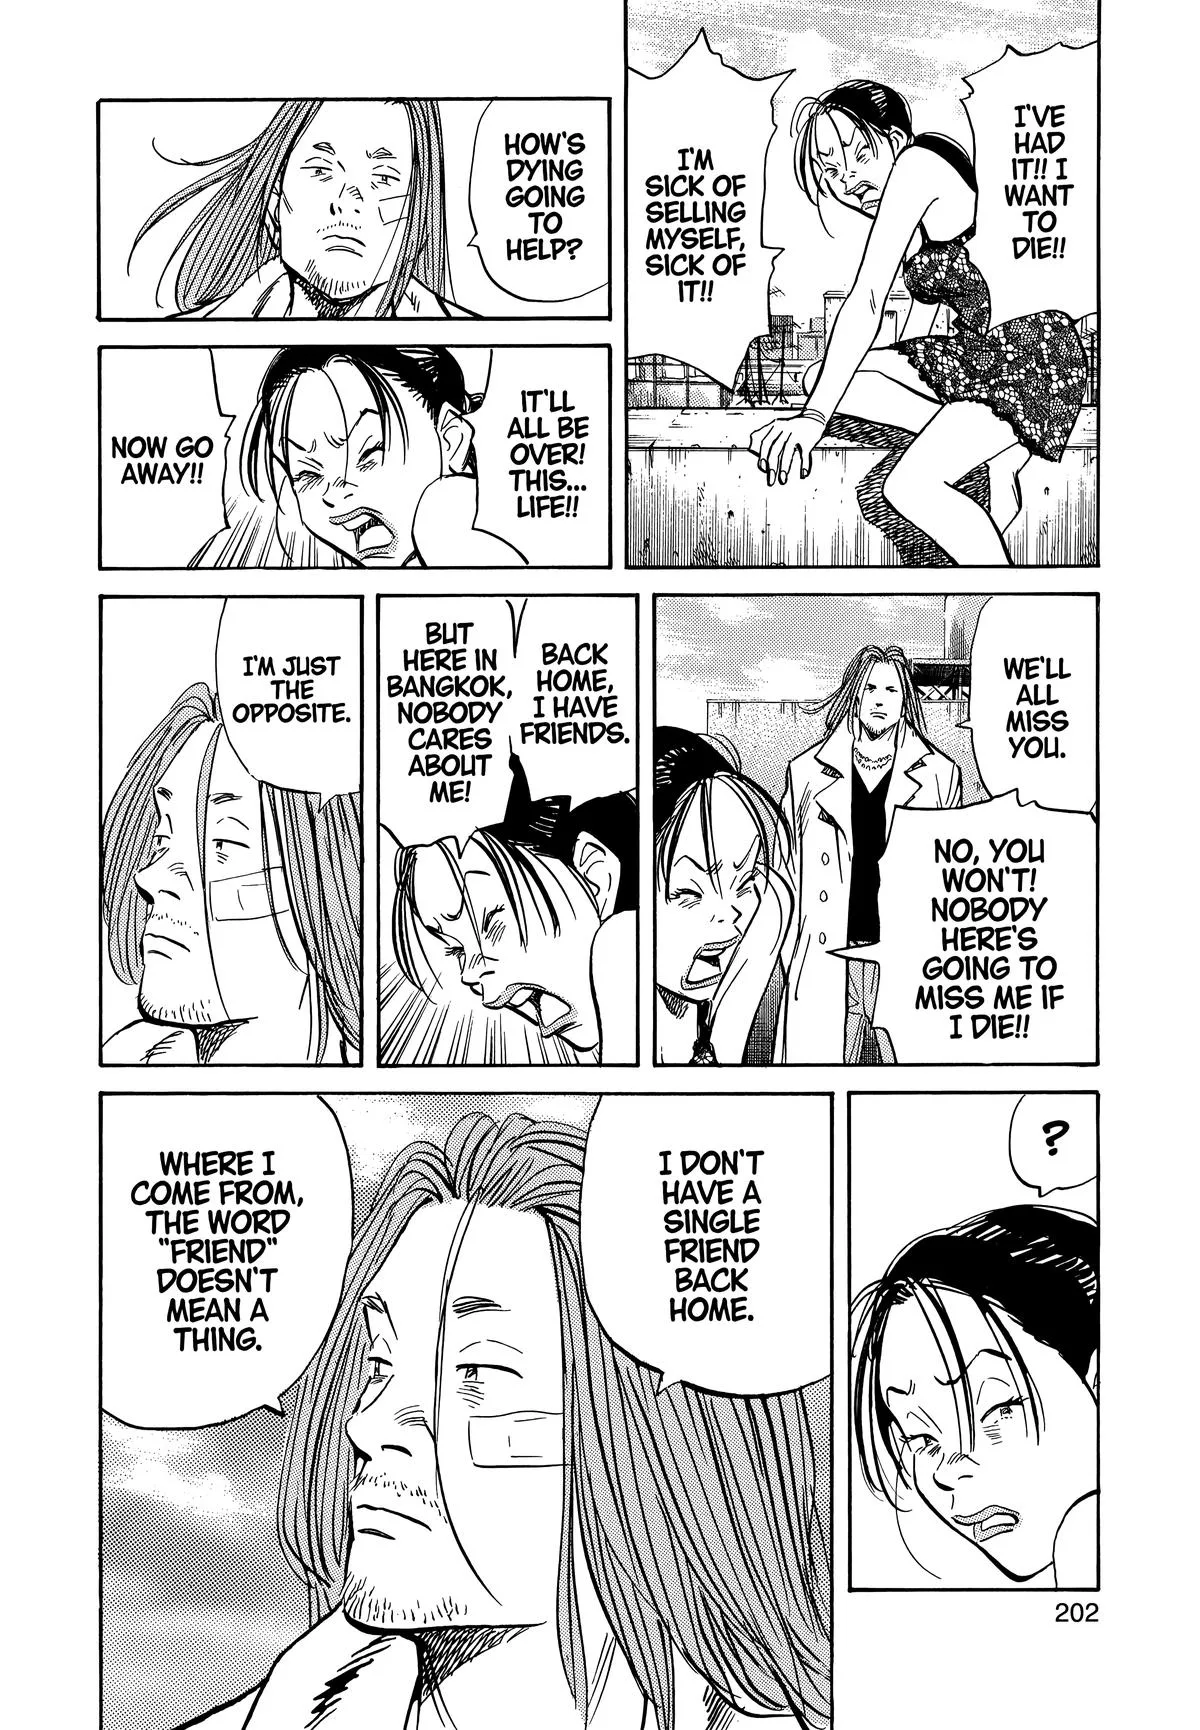 I'VE
HAD
IT!! I
WANT
TO
DIE!!
I'M
SICK OF
SELLING
MYSELF,
SICK OF
IT!!
HOW'S
DYING
GOING
TO
HELP?
IT'LL
ALL BE
OVER!
THIS...
LIFE!!
NOW GO
AWAY!!
WE'LL
ALL
MISS
YOU.
NO, YOU
WON'T!
NOBODY
HERE'S
GOING TO
MISS ME IF
I DIE!!
BACK
HOME,
I HAVE
FRIENDS.
BUT
HERE IN
BANGKOK,
NOBODY
CARES
ABOUT
ME!
I'M JUST
THE
OPPOSITE.
?
I DON'T
HAVE A
SINGLE
FRIEND
BACK
HOME.
WHERE I
COME FROM,
THE WORD
"FRIEND"
DOESN'T
MEAN A
THING.
202